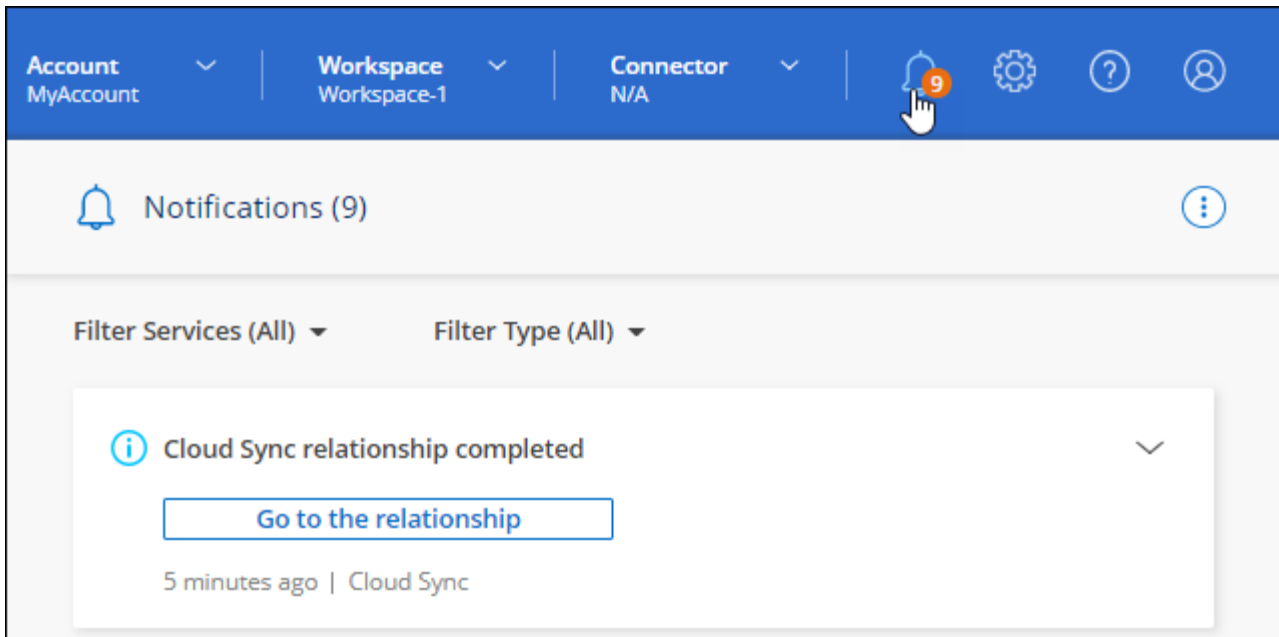 Account Workspace Connector
MyAccount Workspace-1 N/A
9
Notifications (9)
Filter Services (All) Filter Type (All)
Cloud Sync relationship completed
Go to the relationship
5 minutes ago | Cloud Sync